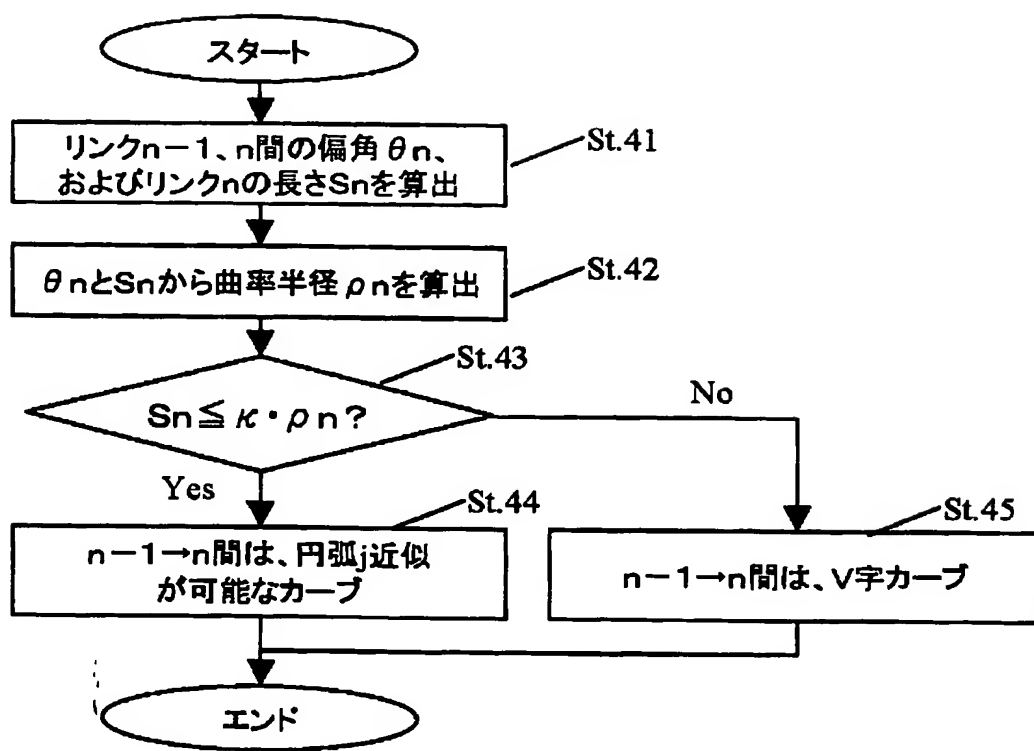 スタート
リンクn－1、n間の偏角θn、
およびリンクnの長さSnを算出
St.41
θnとSnから曲率半径ρnを算出
St.42
St.43
Sn≦κ・ρn?
No
Yes
St.44
St.45
n－1→n間は、円弧j近似
が可能なカーブ
n－1→n間は、V字カーブ
エンド